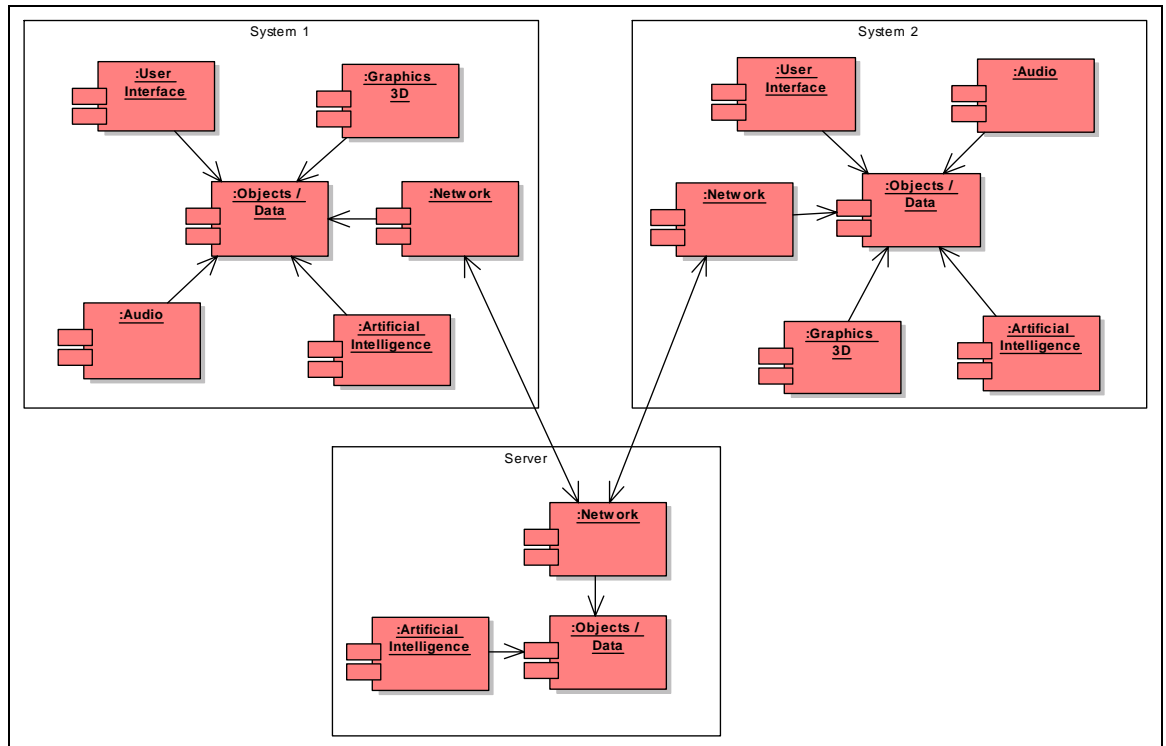 System 1
:User
Interface
:Graphics
3D
:Objects /
Data
:Network
:Audio
:Artificial
Intelligence
System 2
:User
Interface
:Audio
:Network
:Objects /
Data
:Graphics
3D
:Artificial
Intelligence
Server
:Network
:Artificial
Intelligence
:Objects /
Data